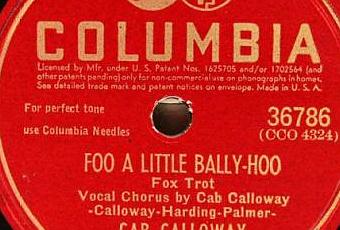 COLUMBIA
Licensed by Mfr. under U. S. Patent Nos. 1625705 and/or 1702564 (and
other patents pending) only for non-commercial use on phonographs in homes.
See detailed trade mark and patent notices on envelope. Made in U. S. A.
For perfect tone
use Columbia Needles
36786
(CCO 4324)
FOO A LITTLE BALLY-HOO
Fox Trot
Vocal Chorus by Cab Calloway
-Calloway-Harding-Palmer-
CAB CALLOWAY